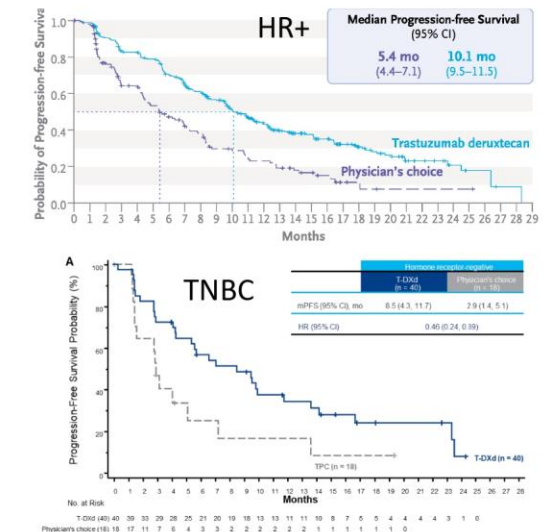 HR+
Median Progression-free Survival
(95% CI)
5.4 mo 10.1 mo
(4.4–7.1) (9.5–11.5)
Probability of Progression-free Surviva
1.0
0.8
0.6
0.4
0.2
0.0
Trastuzumab deruxtecan
Physician's choice
0 1 2 3 4 5 6 7 8 9 10 11 12 13 14 15 16 17 18 19 20 21 22 23 24 25 26 27 28 29
Months
A
TNBC
Hormone receptor-negative
T-DXd Physician's choice
(n = 40) (n = 18)
mPFS (95% CI), mo 8.5 (4.3, 11.7) 2.9 (1.4, 5.1)
HR (95% CI) 0.46 (0.24, 0.89)
Progression-Free Survival Probability (%)
100
80
60
40
20
0
T-DXd (n = 40)
TPC (n = 18)
0 1 2 3 4 5 6 7 8 9 10 11 12 13 14 15 16 17 18 19 20 21 22 23 24 25 26 27 28
Months
No. at Risk
T-DXd (40) 40 39 33 29 28 25 21 20 19 18 13 13 11 11 10 8 7 5 5 4 4 4 4 3 1 0
Physician's choice (18) 18 17 11 7 6 4 3 3 2 2 2 2 2 2 1 1 1 1 1 1 0